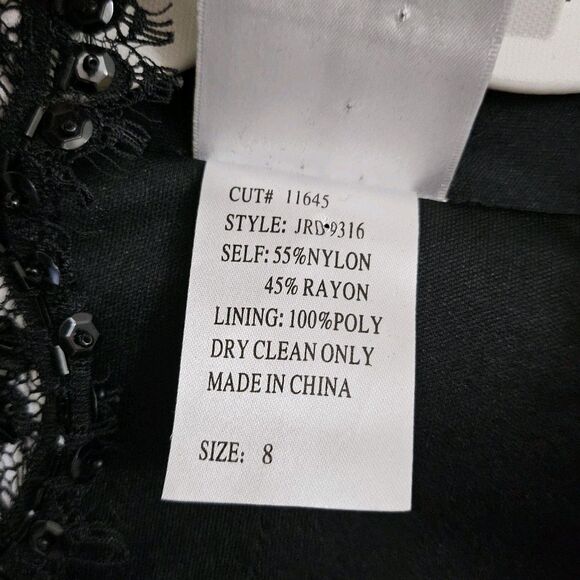 CUT# 11645
STYLE: JRD-9316
SELF: 55%NYLON
45% RAYON
LINING: 100%POLY
DRY CLEAN ONLY
MADE IN CHINA
SIZE: 8